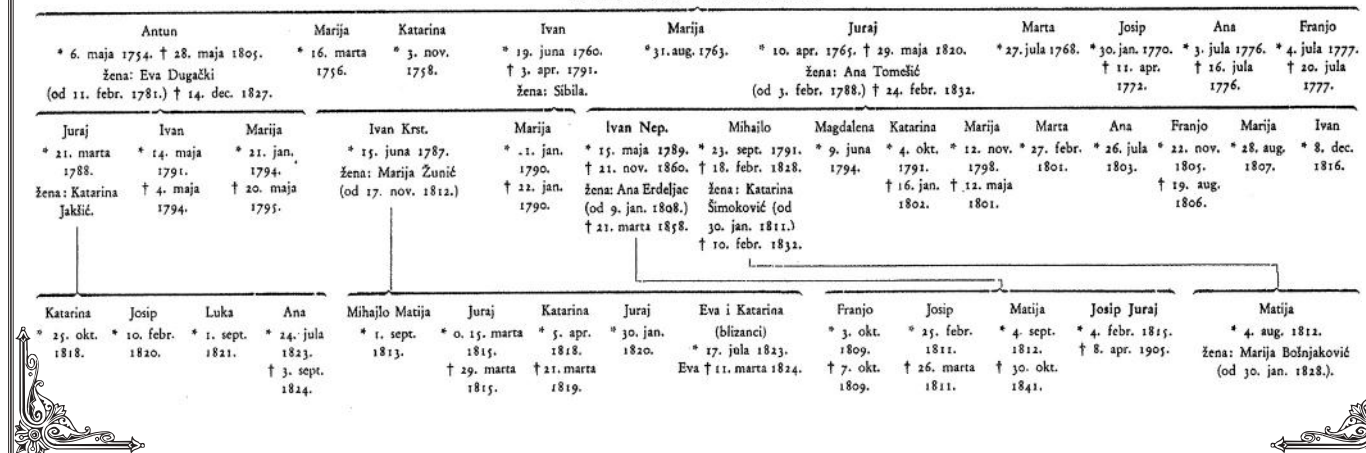 Antun
* 6. maja 1754. † 28. maja 1805.
žena: Eva Dugački
(od 11. febr. 1781.) † 14. dec. 1827.
Marija
* 16. marta
1756.
Katarina
* 3. nov.
1758.
Ivan
* 19. juna 1760.
† 3. apr. 1791.
žena: Sibila.
Marija
* 31. aug. 1763.
Juraj
* 10. apr. 1765. † 29. maja 1820.
žena: Ana Tomešić
(od 3. febr. 1788.) † 24. febr. 1832.
Marta
* 27. jula 1768.
Josip
* 30. jan. 1770.
† 11. apr.
1772.
Ana
* 3. jula 1776.
† 16. jula
1776.
Franjo
* 4. jula 1777.
† 20. jula
1777.
Juraj
* 21. marta
1788.
žena: Katarina
Jakšić.
Ivan
* 14. maja
1791.
† 4. maja
1794.
Marija
* 21. jan.
1794.
† 20. maja
1795.
Ivan Krst.
* 15. juna 1787.
žena: Marija Žunić
(od 17. nov. 1812.)
Marija
* 1. jan.
1790.
† 22. jan.
1790.
Ivan Nep.
* 15. maja 1789.
† 21. nov. 1860.
žena: Ana Erdeljac
(od 9. jan. 1808.)
† 21. marta 1858.
Mihajlo
* 23. sept. 1791.
† 18. febr. 1828.
žena: Katarina
Šimoković (od
30. jan. 1811.)
† 10. febr. 1832.
Magdalena
* 9. juna
1794.
Katarina
* 4. okt.
1791.
† 16. jan.
1802.
Marija
* 12. nov.
1798.
† 12. maja
1801.
Marta
* 27. febr.
1801.
Ana
* 26. jula
1803.
Franjo
* 22. nov.
1805.
† 19. aug.
1806.
Marija
* 28. aug.
1807.
Ivan
* 8. dec.
1816.
Katarina
* 25. okt.
1818.
Josip
* 10. febr.
1820.
Luka
* 1. sept.
1821.
Ana
* 24. jula
1823.
† 3. sept.
1824.
Mihajlo Matija
* 1. sept.
1813.
Juraj
* o. 15. marta
1815.
† 29. marta
1815.
Katarina
* 5. apr.
1818.
† 21. marta
1819.
Juraj
* 30. jan.
1820.
Eva i Katarina
(blizanci)
* 17. jula 1823.
Eva † 11. marta 1824.
Franjo
* 3. okt.
1809.
† 7. okt.
1809.
Josip
* 25. febr.
1811.
† 26. marta
1811.
Matija
* 4. sept.
1812.
† 30. okt.
1841.
Josip Juraj
* 4. febr. 1815.
† 8. apr. 1905.
Matija
* 4. aug. 1812.
žena: Marija Bošnjaković
(od 30. jan. 1828.).